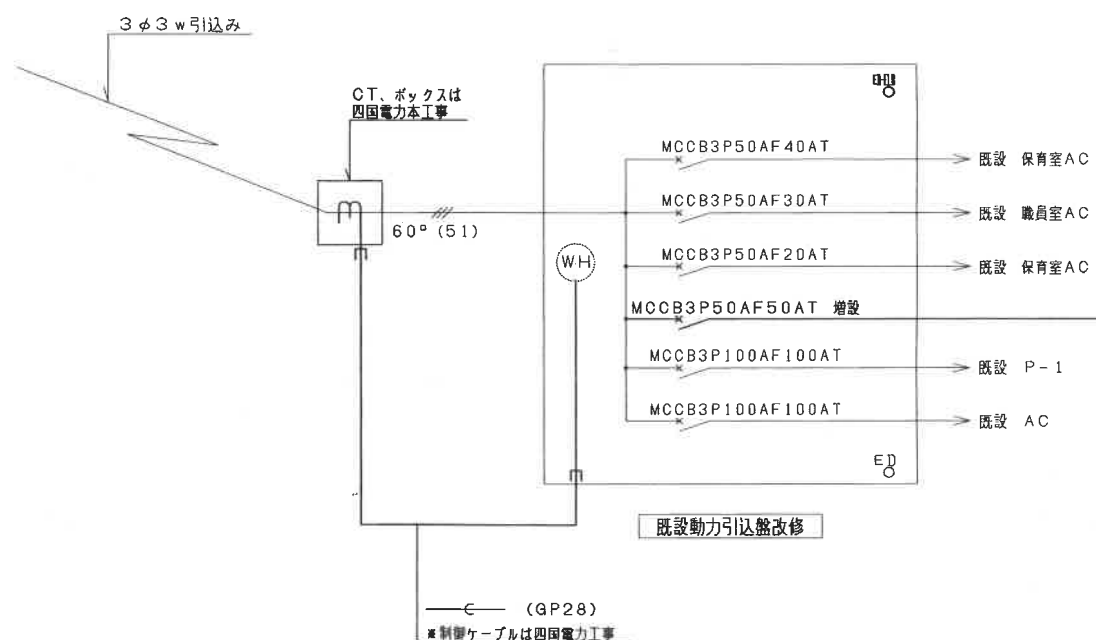 3φ3w引込み
CT、ボックスは
四国電力本工事
60°(51)
WH
MCCB3P50AF40AT
既設 保育室AC
MCCB3P50AF30AT
既設 職員室AC
MCCB3P50AF20AT
既設 保育室AC
MCCB3P50AF50AT 増設
MCCB3P100AF100AT
既設 P-1
MCCB3P100AF100AT
既設 AC
ED
既設動力引込盤改修
(GP28)
※制御ケーブルは四国電力工事